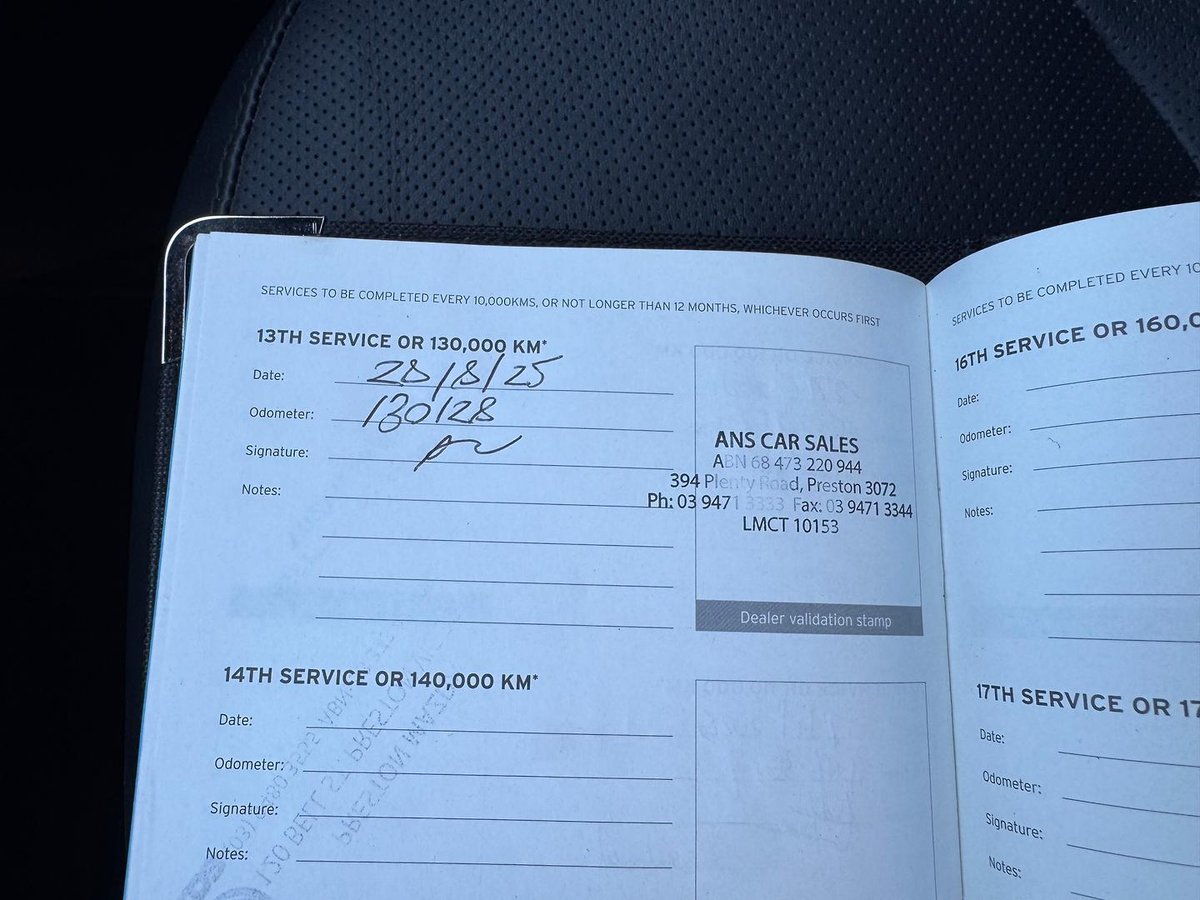 SERVICES TO BE COMPLETED EVERY 10,000KMS, OR NOT LONGER THAN 12 MONTHS, WHICHEVER OCCURS FIRST
13TH SERVICE OR 130,000 KM*
Date: 28/8/25
Odometer: 130128
Signature:
Notes:
ANS CAR SALES
ABN 68 473 220 944
394 Plenty Road, Preston 3072
Ph: 03 9471 3333 Fax: 03 9471 3344
LMCT 10153
Dealer validation stamp
14TH SERVICE OR 140,000 KM*
Date:
Odometer:
Signature:
Notes:
SERVICES TO BE COMPLETED EVERY 10
16TH SERVICE OR 160,0
Date:
Odometer:
Signature:
Notes:
17TH SERVICE OR 17
Date:
Odometer:
Signature:
Notes: